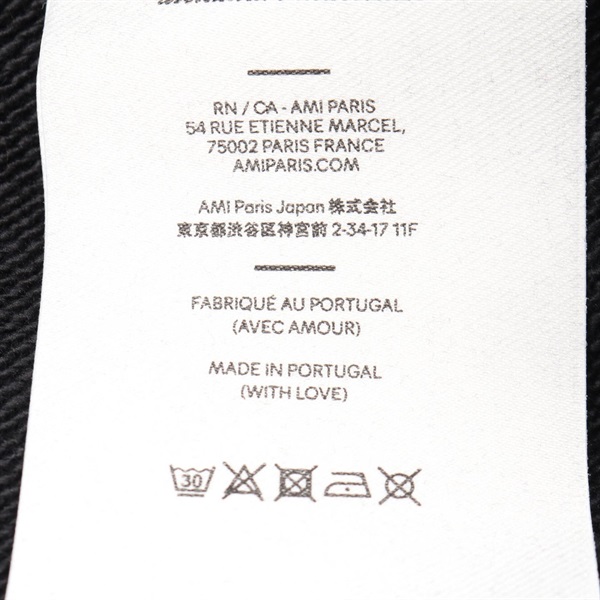 RN / CA - AMI PARIS
54 RUE ETIENNE MARCEL,
75002 PARIS FRANCE
AMIPARIS.COM
AMI Paris Japan 株式会社
東京都渋谷区神宮前 2-34-17 11F
FABRIQUÉ AU PORTUGAL
(AVEC AMOUR)
MADE IN PORTUGAL
(WITH LOVE)
30